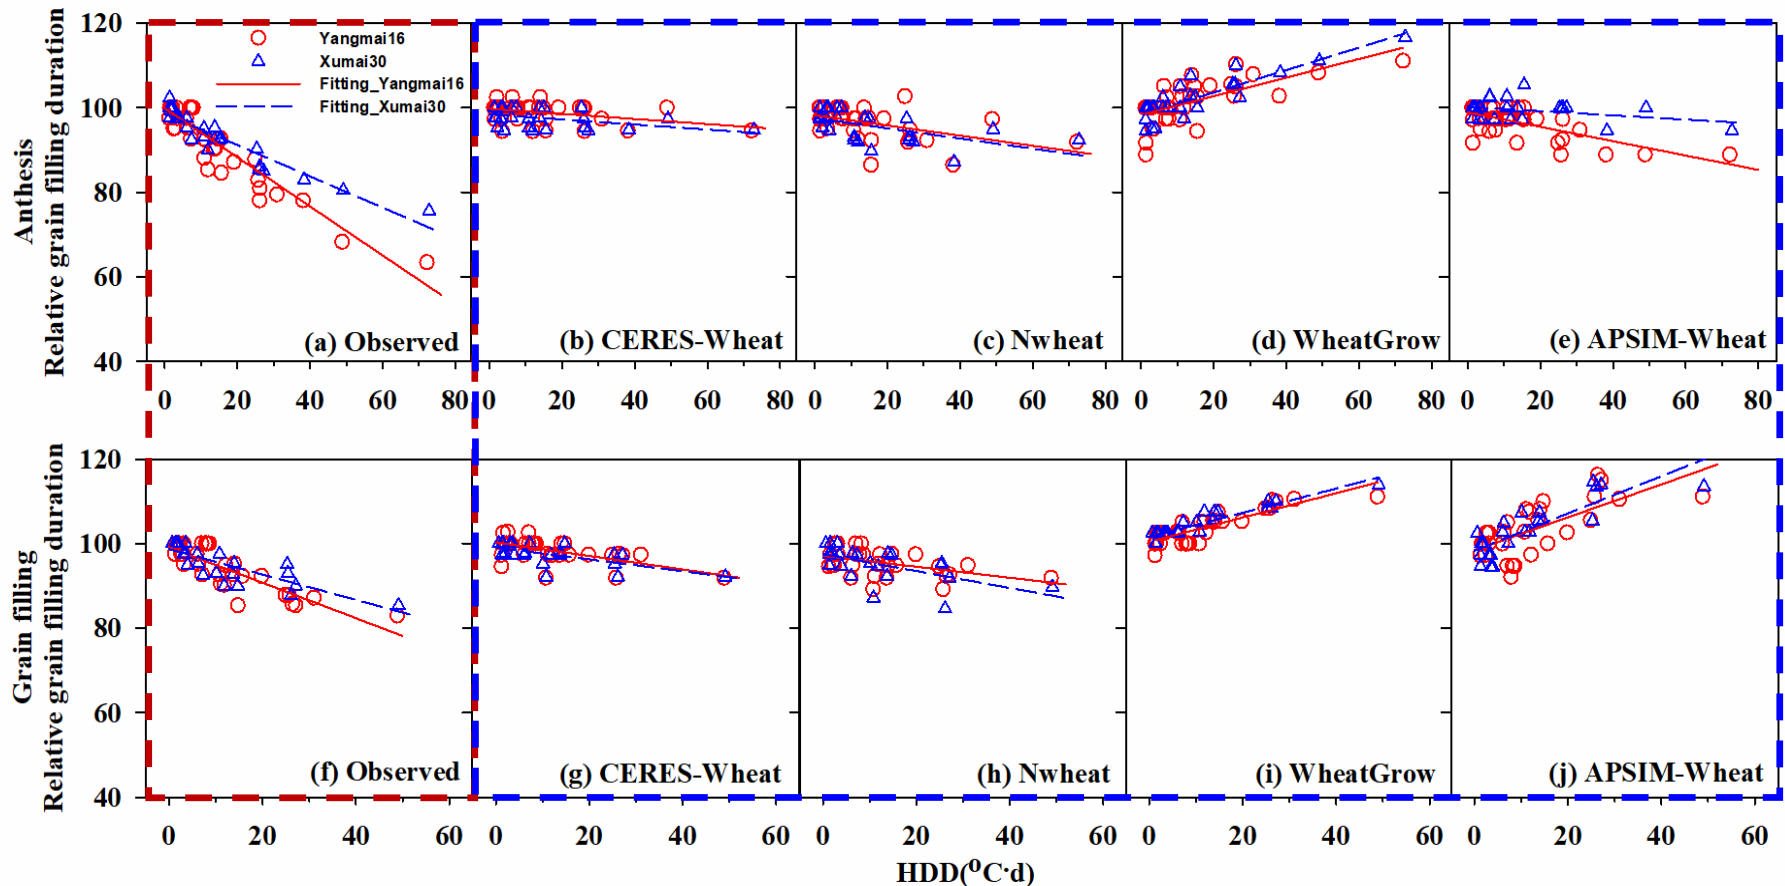 Anthesis
Relative grain filling duration
120
100
80
60
40
Yangmai16
Xumai30
Fitting_Yangmai16
Fitting_Xumai30
(a) Observed
(b) CERES-Wheat
(c) Nwheat
(d) WheatGrow
(e) APSIM-Wheat
0 20 40 60 80
0 20 40 60 80
0 20 40 60 80
0 20 40 60 80
0 20 40 60 80
Grain filling
Relative grain filling duration
120
100
80
60
40
(f) Observed
(g) CERES-Wheat
(h) Nwheat
(i) WheatGrow
(j) APSIM-Wheat
0 20 40 60
0 20 40 60
0 20 40 60
0 20 40 60
0 20 40 60
HDD(⁰C·d)